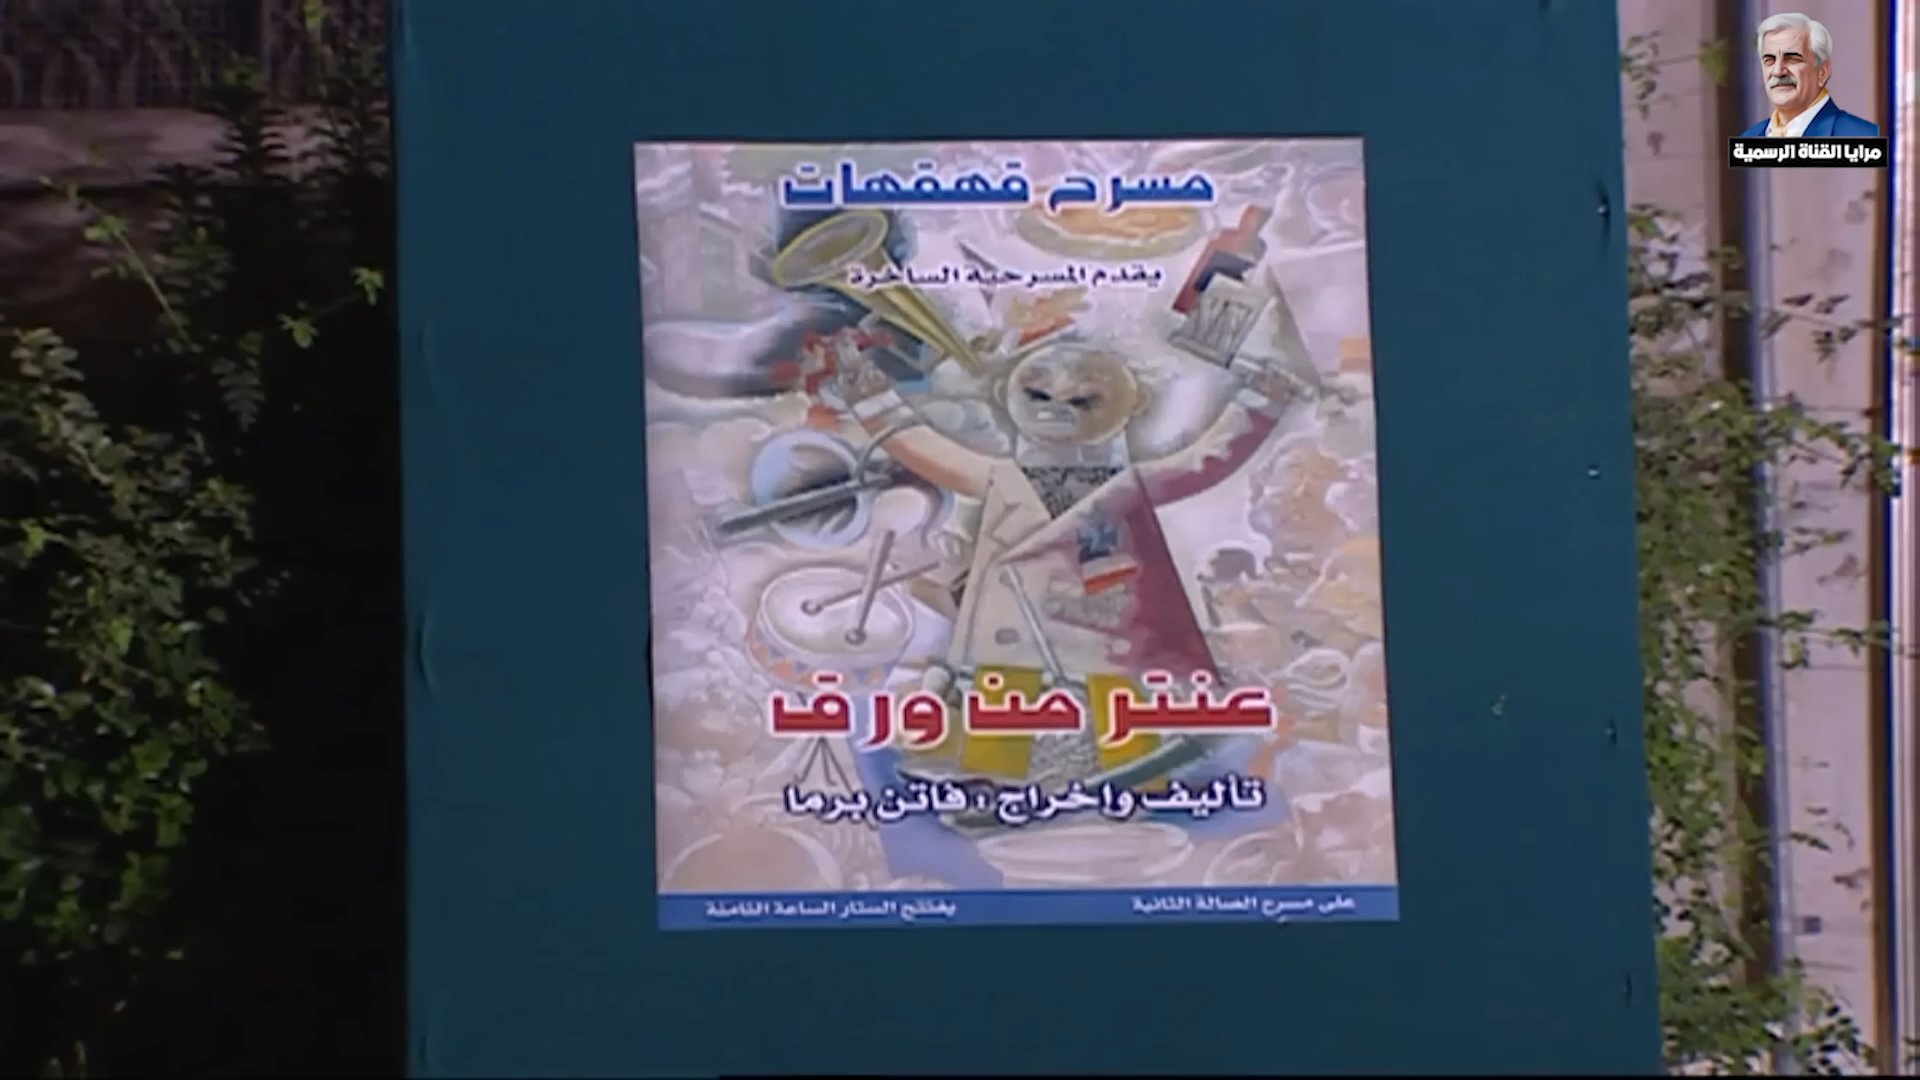 مرايا القناة الرسمية
مسرح قهقهات
يقدم المسرحية الساخرة
عنتر من ورق
تأليف واخراج : فاتن برما
على مسرح الصالة الثانية
يفتتح الستار الساعة الثامنة